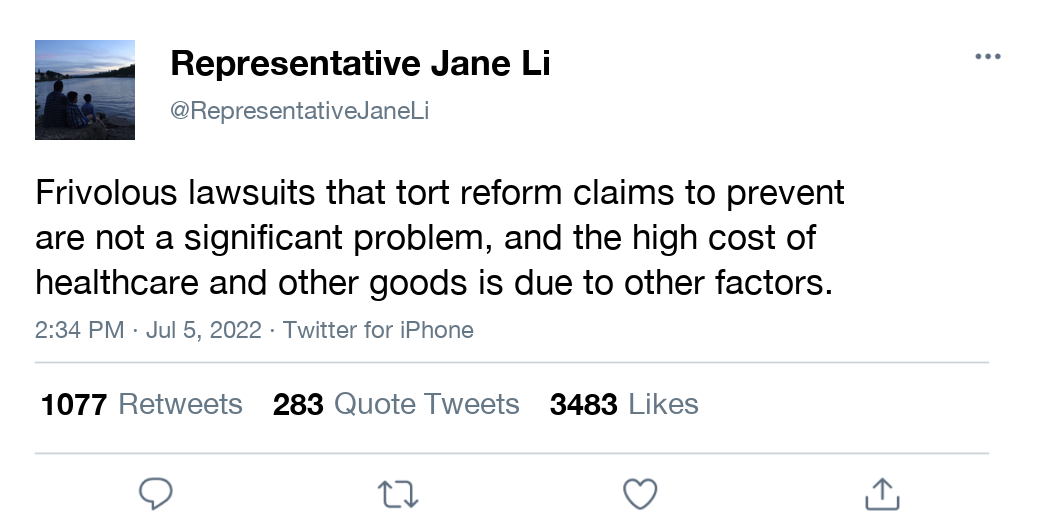 Representative Jane Li
@RepresentativeJaneLi
Frivolous lawsuits that tort reform claims to prevent
are not a significant problem, and the high cost of
healthcare and other goods is due to other factors.
2:34 PM · Jul 5, 2022 · Twitter for iPhone
1077 Retweets 283 Quote Tweets 3483 Likes